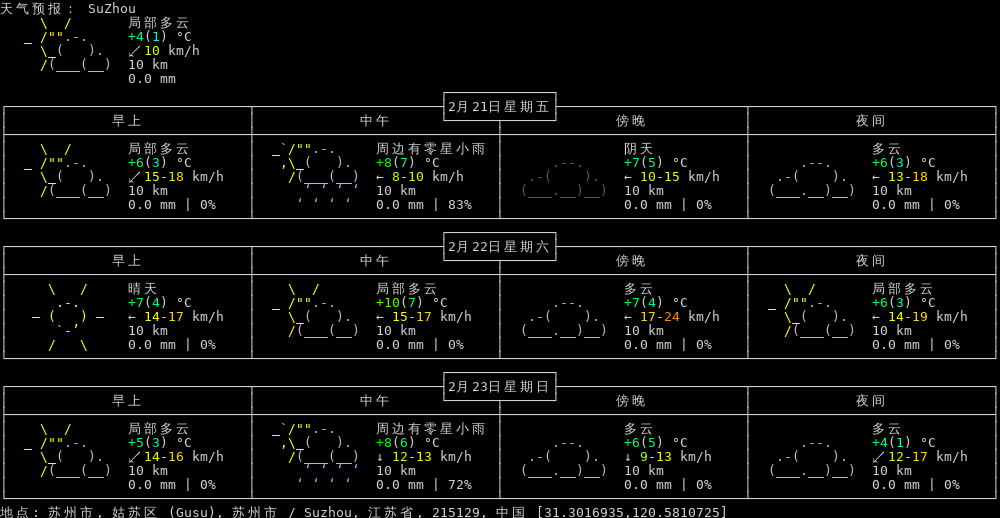 天气预报: SuZhou
局部多云
+4(1) °C
↙ 10 km/h
10 km
0.0 mm
2月21日星期五
早上 中午 傍晚 夜间
局部多云 周边有零星小雨 阴天 多云
+6(3) °C +8(7) °C +7(5) °C +6(3) °C
↙ 15-18 km/h ← 8-10 km/h ← 10-15 km/h ← 13-18 km/h
10 km 10 km 10 km 10 km
0.0 mm | 0% 0.0 mm | 83% 0.0 mm | 0% 0.0 mm | 0%
2月22日星期六
早上 中午 傍晚 夜间
晴天 局部多云 多云 局部多云
+7(4) °C +10(7) °C +7(4) °C +6(3) °C
← 14-17 km/h ← 15-17 km/h ← 17-24 km/h ← 14-19 km/h
10 km 10 km 10 km 10 km
0.0 mm | 0% 0.0 mm | 0% 0.0 mm | 0% 0.0 mm | 0%
2月23日星期日
早上 中午 傍晚 夜间
局部多云 周边有零星小雨 多云 多云
+5(3) °C +8(6) °C +6(5) °C +4(1) °C
↙ 14-16 km/h ↓ 12-13 km/h ↓ 9-13 km/h ↙ 12-17 km/h
10 km 10 km 10 km 10 km
0.0 mm | 0% 0.0 mm | 72% 0.0 mm | 0% 0.0 mm | 0%
地点: 苏州市, 姑苏区 (Gusu), 苏州市 / Suzhou, 江苏省, 215129, 中国 [31.3016935,120.5810725]